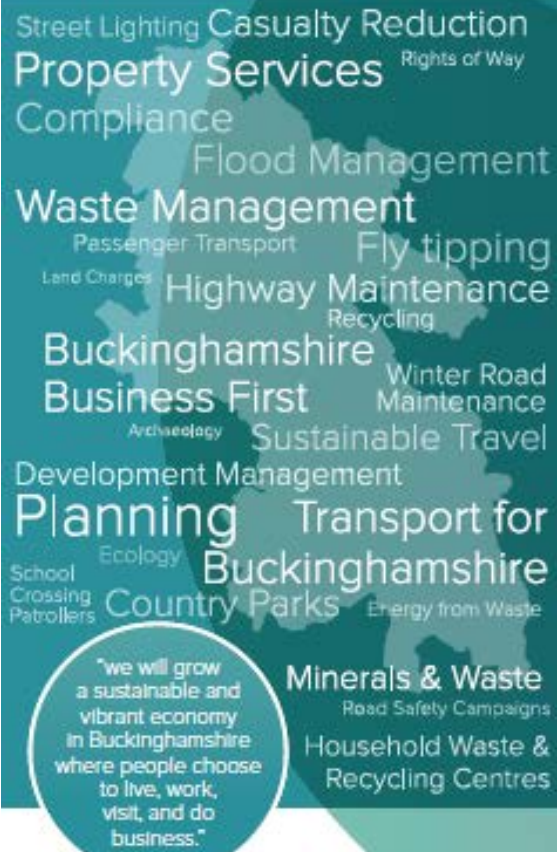 Street Lighting Casualty Reduction
Property Services Rights of Way
Compliance
Flood Management
Waste Management
Passenger Transport Fly tipping
Land Charges Highway Maintenance
Recycling
Buckinghamshire
Business First
Winter Road
Maintenance
Archaeology Sustainable Travel
Development Management
Planning Transport for
Buckinghamshire
Ecology
School
Crossing
Patrollers
Country Parks Energy from Waste
"we will grow
a sustainable and
vibrant economy
in Buckinghamshire
where people choose
to live, work,
visit, and do
business."
Minerals & Waste
Road Safety Campaigns
Household Waste &
Recycling Centres